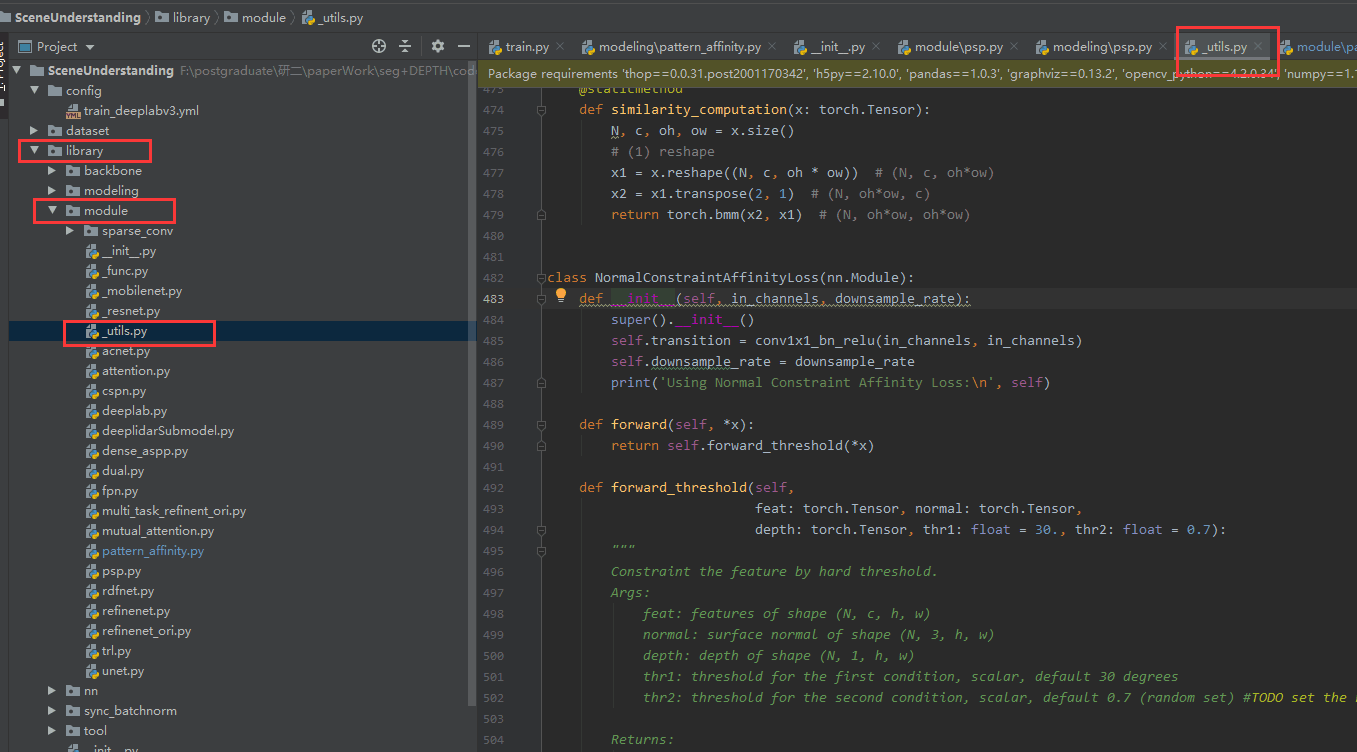 SceneUnderstanding library module _utils.py
Project
train.py modeling\pattern_affinity.py __init__.py module\psp.py modeling\psp.py _utils.py module\pa
Package requirements 'thop==0.0.31.post2001170342', 'h5py==2.10.0', 'pandas==1.0.3', 'graphviz==0.13.2', 'opencv_python==4.2.0.34', 'numpy==1.
SceneUnderstanding F:\postgraduate\研二\paperWork\seg+DEPTH\code
config
train_deeplabv3.yml
dataset
library
backbone
modeling
module
sparse_conv
__init__.py
_func.py
_mobilenet.py
_resnet.py
_utils.py
acnet.py
attention.py
cspn.py
deeplab.py
deeplidarSubmodel.py
dense_aspp.py
dual.py
fpn.py
multi_task_refinent_ori.py
mutual_attention.py
pattern_affinity.py
psp.py
rdfnet.py
refinenet.py
refinenet_ori.py
trl.py
unet.py
nn
sync_batchnorm
tool
__init__.py
473 @staticmethod
474 def similarity_computation(x: torch.Tensor):
475 N, c, oh, ow = x.size()
476 # (1) reshape
477 x1 = x.reshape((N, c, oh * ow)) # (N, c, oh*ow)
478 x2 = x1.transpose(2, 1) # (N, oh*ow, c)
479 return torch.bmm(x2, x1) # (N, oh*ow, oh*ow)
480
481
482 class NormalConstraintAffinityLoss(nn.Module):
483 def __init__(self, in_channels, downsample_rate):
484 super().__init__()
485 self.transition = conv1x1_bn_relu(in_channels, in_channels)
486 self.downsample_rate = downsample_rate
487 print('Using Normal Constraint Affinity Loss:\n', self)
488
489 def forward(self, *x):
490 return self.forward_threshold(*x)
491
492 def forward_threshold(self,
493 feat: torch.Tensor, normal: torch.Tensor,
494 depth: torch.Tensor, thr1: float = 30., thr2: float = 0.7):
495 """
496 Constraint the feature by hard threshold.
497 Args:
498 feat: features of shape (N, c, h, w)
499 normal: surface normal of shape (N, 3, h, w)
500 depth: depth of shape (N, 1, h, w)
501 thr1: threshold for the first condition, scalar, default 30 degrees
502 thr2: threshold for the second condition, scalar, default 0.7 (random set) #TODO set the
503
504 Returns: